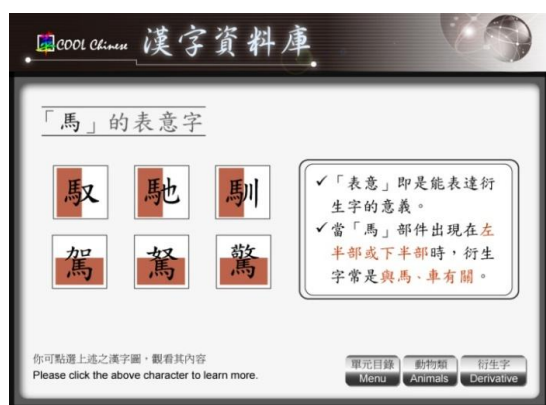 COOL Chinese 漢字資料庫
「馬」的表意字
馭 馳 馴
駕 駑 驚
✓「表意」即是能表達衍
生字的意義。
✓當「馬」部件出現在左
半部或下半部時，衍生
字常是與馬、車有關。
你可點選上述之漢字圖，觀看其內容
Please click the above character to learn more.
單元目錄 動物類 衍生字
Menu Animals Derivative